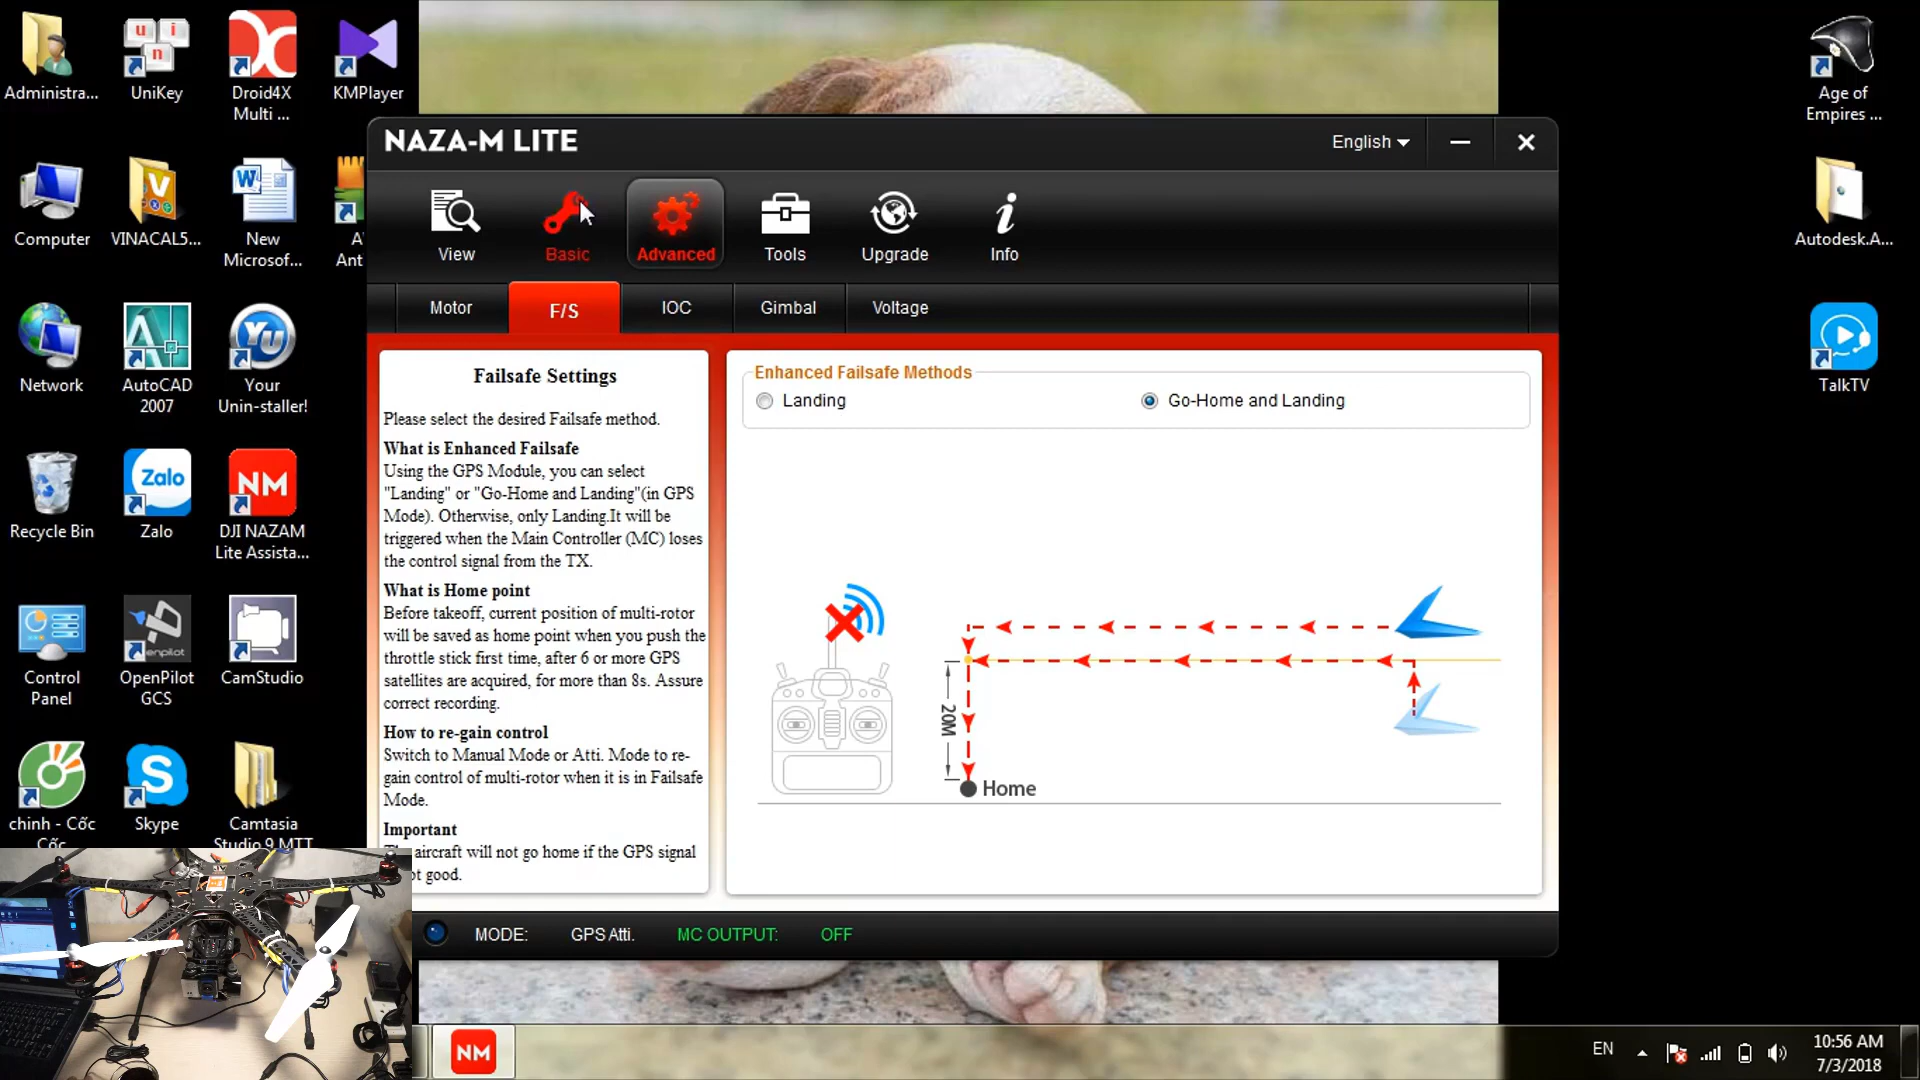 Administra...
UniKey
Droid4X
Multi ...
KMPlayer
Age of
Empires ...
Computer
VINACAL5...
New
Microsof...
Ant
Autodesk.A...
Network
AutoCAD
2007
Your
Unin-staller!
TalkTV
Recycle Bin
Zalo
Zalo
NM
DJI NAZAM
Lite Assista...
Control
Panel
OpenPilot
GCS
CamStudio
chinh - Cốc
Cốc
Skype
Camtasia
Studio 9 MTT
NAZA-M LITE
English
View
Basic
Advanced
Tools
Upgrade
Info
Motor
F/S
IOC
Gimbal
Voltage
Failsafe Settings
Please select the desired Failsafe method.
What is Enhanced Failsafe
Using the GPS Module, you can select
"Landing" or "Go-Home and Landing"(in GPS
Mode). Otherwise, only Landing.It will be
triggered when the Main Controller (MC) loses
the control signal from the TX.
What is Home point
Before takeoff, current position of multi-rotor
will be saved as home point when you push the
throttle stick first time, after 6 or more GPS
satellites are acquired, for more than 8s. Assure
correct recording.
How to re-gain control
Switch to Manual Mode or Atti. Mode to re-
gain control of multi-rotor when it is in Failsafe
Mode.
Important
aircraft will not go home if the GPS signal
good.
Enhanced Failsafe Methods
Landing
Go-Home and Landing
20M
Home
MODE:
GPS Atti.
MC OUTPUT:
OFF
NM
EN
10:56 AM
7/3/2018